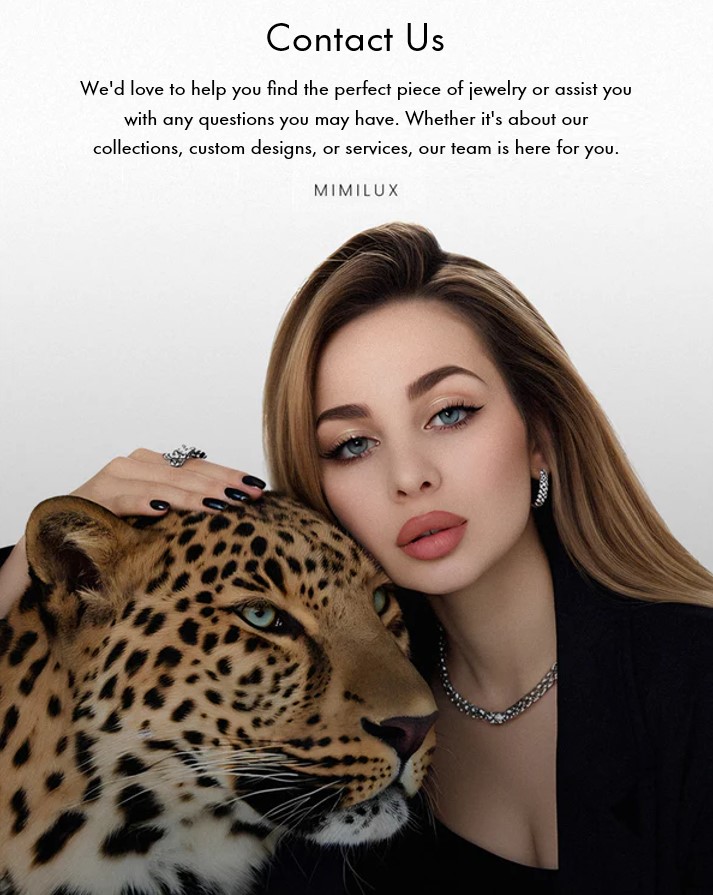 Contact Us
We'd love to help you find the perfect piece of jewelry or assist you
with any questions you may have. Whether it's about our
collections, custom designs, or services, our team is here for you.
MIMILUX